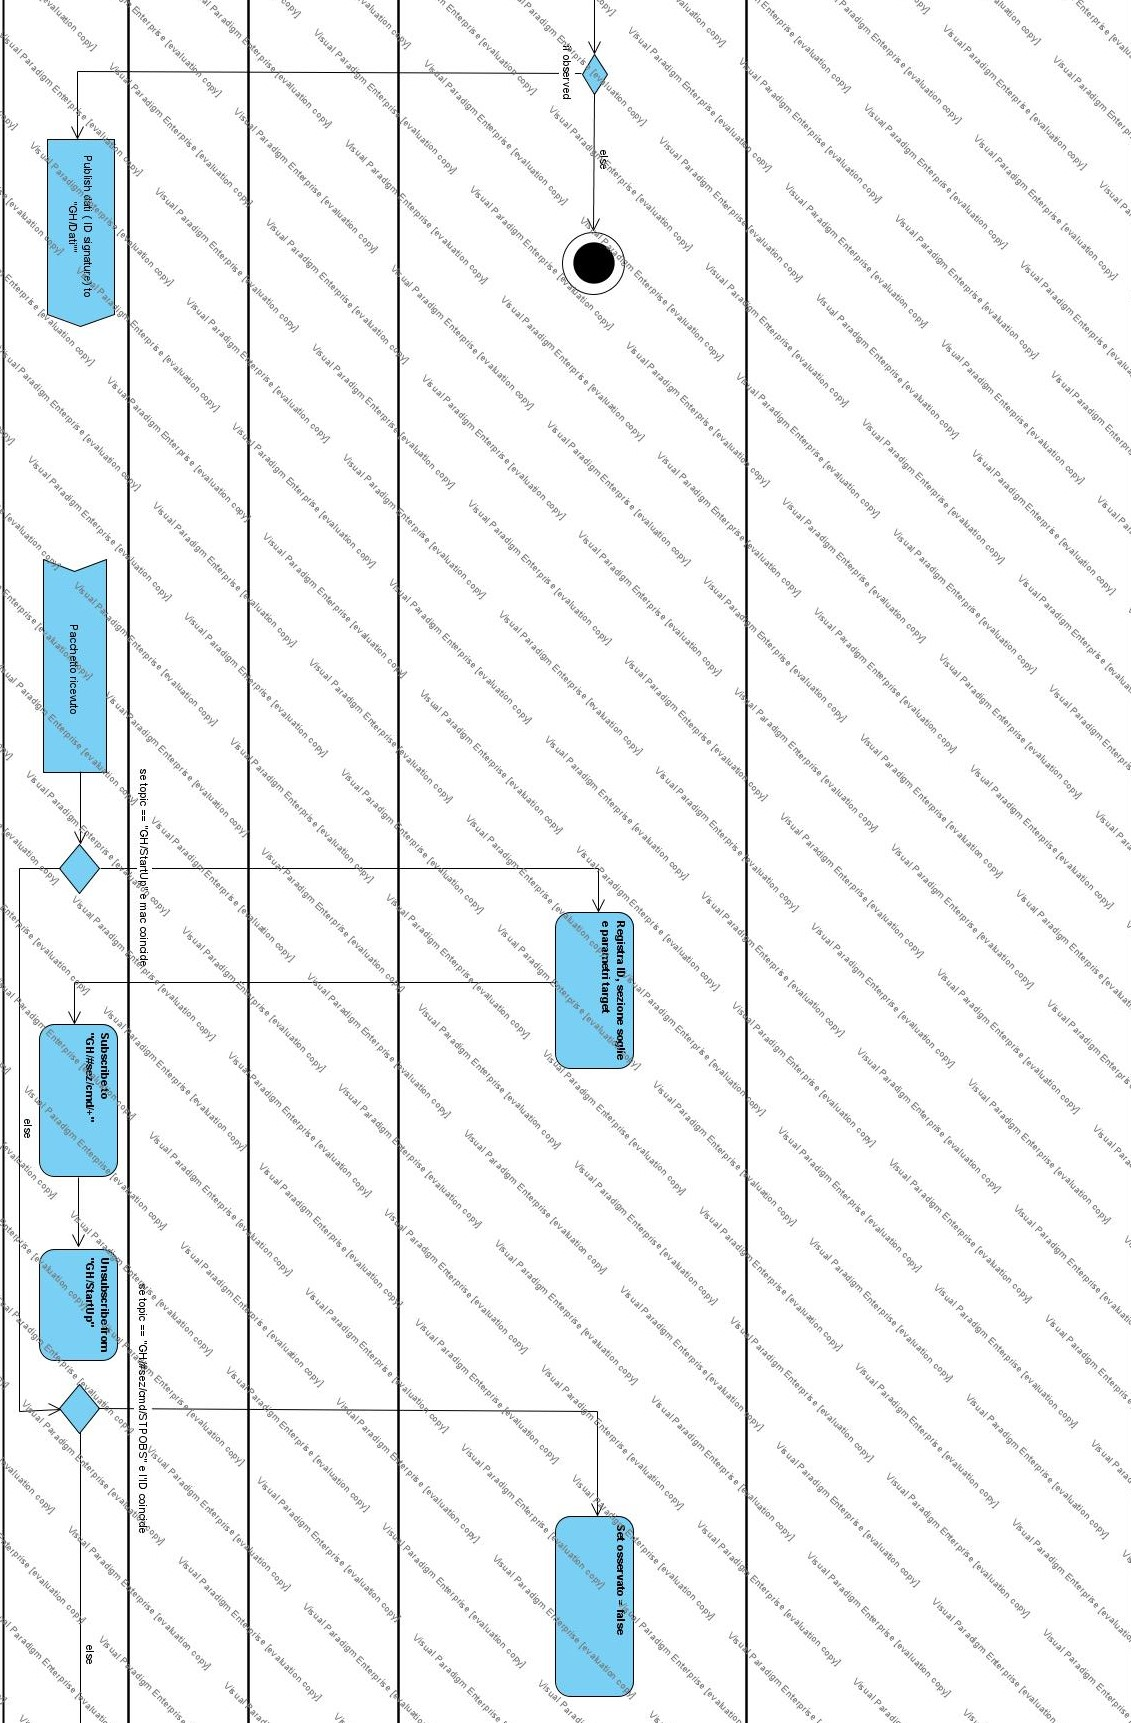 if observed
else
Publish dati ( ID signature) to
"GH/Dati"
Pacchetto ricevuto
se topic == "GH/StartUp" e mac coincide
Registra ID, sezione soglie
e parametri target
Subscribe to
"GH/#sez/cmd/+"
else
Unsubscribe from
"GH/StartUp"
se topic == "GH/#sez/cmd/STPOBS" e l'ID coincide
Set osservato = false
else
Visual Paradigm Enterprise [evaluation copy]